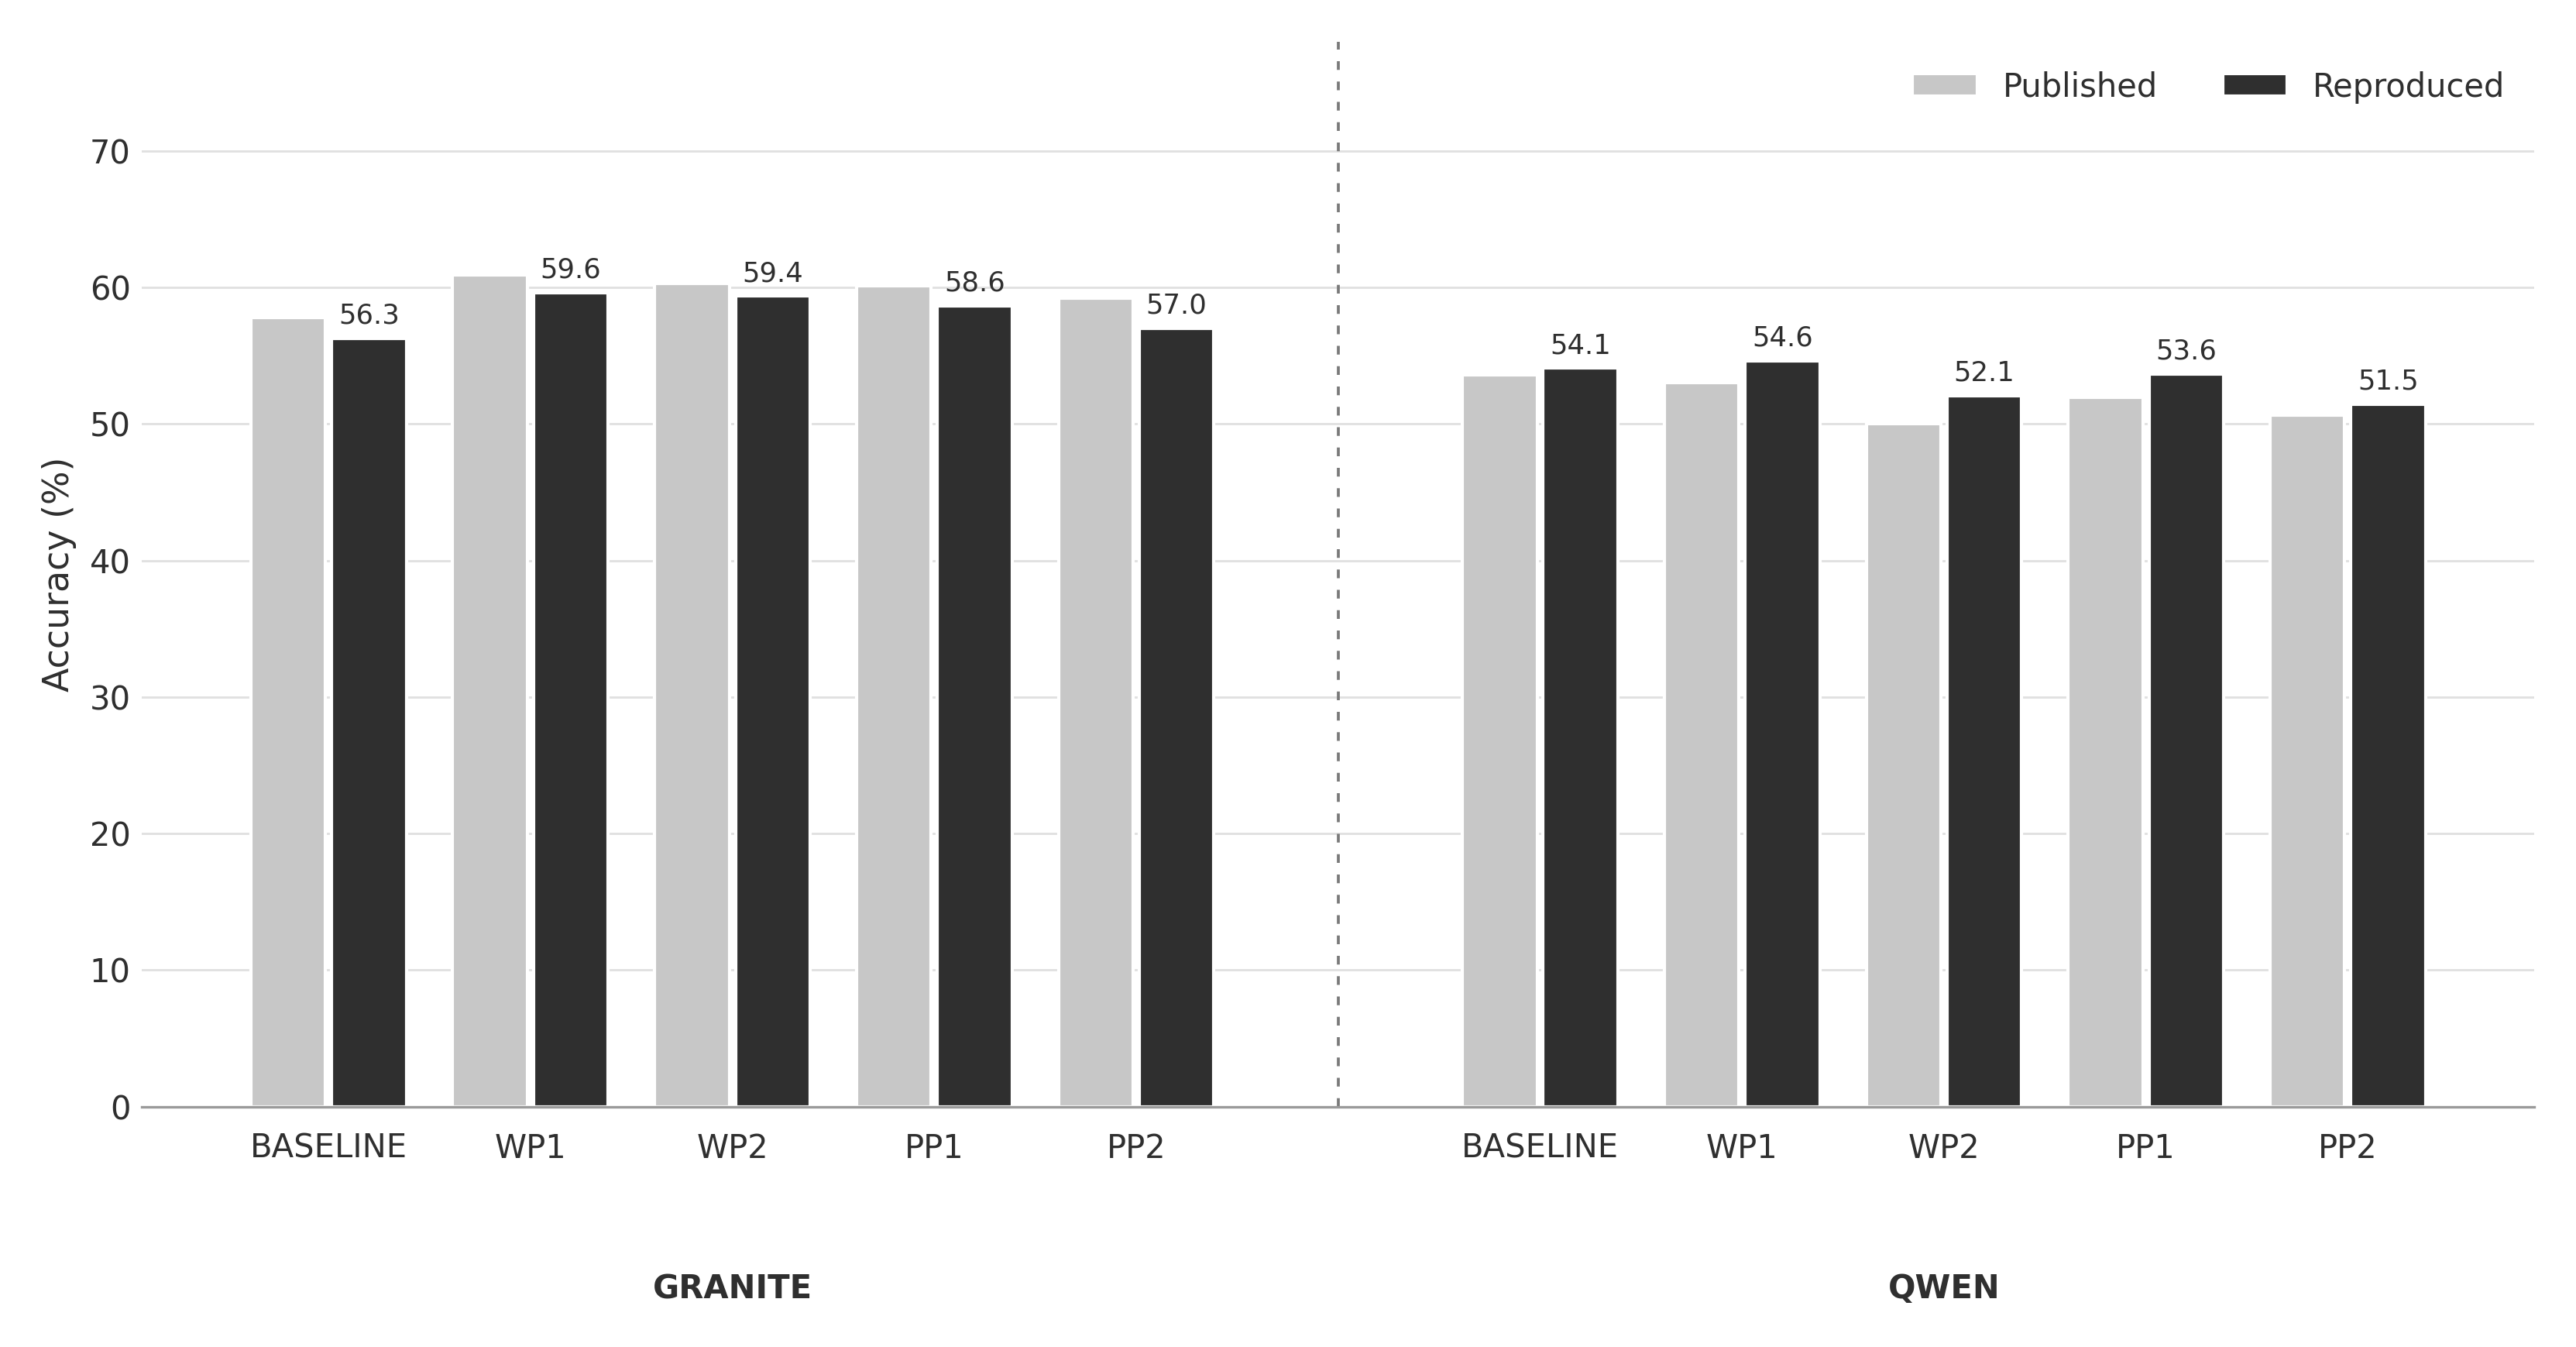 Published Reproduced
70
60
50
40
30
20
10
0
Accuracy (%)
56.3 59.6 59.4 58.6 57.0 54.1 54.6 52.1 53.6 51.5
BASELINE WP1 WP2 PP1 PP2 BASELINE WP1 WP2 PP1 PP2
GRANITE QWEN